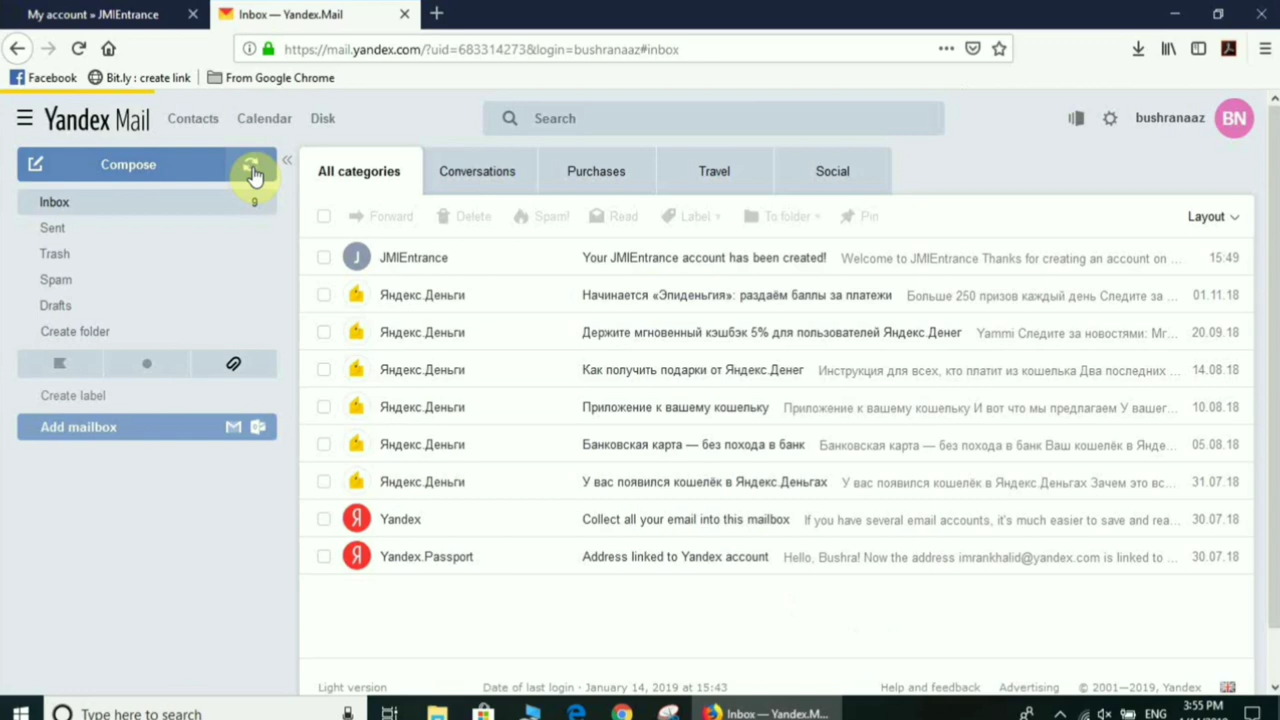 My account » JMIEntrance
Inbox — Yandex.Mail
https://mail.yandex.com/?uid=683314273&login=bushranaaz#inbox
Facebook
Bit.ly : create link
From Google Chrome
Yandex Mail
Contacts
Calendar
Disk
Search
bushranaaz
BN
Compose
Inbox 9
Sent
Trash
Spam
Drafts
Create folder
Create label
Add mailbox
All categories
Conversations
Purchases
Travel
Social
Forward
Delete
Spam!
Read
Label
To folder
Pin
Layout
J JMIEntrance Your JMIEntrance account has been created! Welcome to JMIEntrance Thanks for creating an account on ... 15:49
Яндекс.Деньги Начинается «Эпиденьгия»: раздаём баллы за платежи Больше 250 призов каждый день Следите за ... 01.11.18
Яндекс.Деньги Держите мгновенный кэшбэк 5% для пользователей Яндекс.Денег Yammi Следите за новостями: Мг... 20.09.18
Яндекс.Деньги Как получить подарки от Яндекс.Денег Инструкция для всех, кто платит из кошелька Два последних ... 14.08.18
Яндекс.Деньги Приложение к вашему кошельку Приложение к вашему кошельку И вот что мы предлагаем У вашег... 10.08.18
Яндекс.Деньги Банковская карта — без похода в банк Банковская карта — без похода в банк Ваш кошелёк в Янде... 05.08.18
Яндекс.Деньги У вас появился кошелёк в Яндекс.Деньгах У вас появился кошелёк в Яндекс.Деньгах Зачем это вс... 31.07.18
Я Yandex Collect all your email into this mailbox If you have several email accounts, it's much easier to save and rea... 30.07.18
Я Yandex.Passport Address linked to Yandex account Hello, Bushra! Now the address imrankhalid@yandex.com is linked to ... 30.07.18
Light version
Date of last login · January 14, 2019 at 15:43
Help and feedback
Advertising
© 2001—2019, Yandex
Type here to search
Inbox — Yandex.M...
ENG
3:55 PM